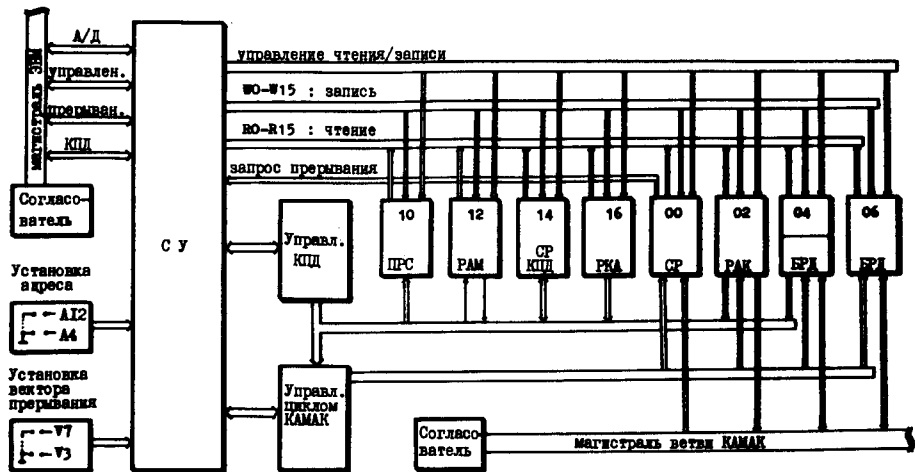 магистраль ЭВМ
А/Д
управлен.
прерыван.
КПД
Согласо-
ватель
Установка
адреса
А12
А4
Установка
вектора
прерывания
V7
V3
С У
управление чтения/записи
W0-W15 : запись
R0-R15 : чтение
запрос прерывания
Управл.
КПД
Управл.
циклом
КАМАК
10
ПРС
12
РАМ
14
СР
КПД
16
РКА
00
СР
02
РАК
04
БРД
06
БРД
Согласо-
ватель
магистраль ветви КАМАК